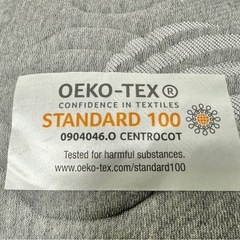 OEKO-TEX®
CONFIDENCE IN TEXTILES
STANDARD 100
0904046.O CENTROCOT
Tested for harmful substances.
www.oeko-tex.com/standard100